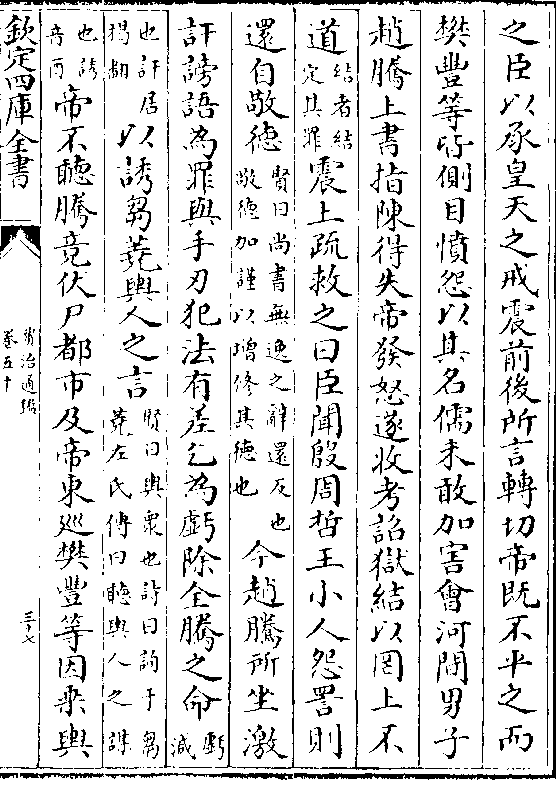 之臣以承皇天之戒震前後所言轉切帝既不平之而
樊豐等皆側目憤怨以其名儒未敢加害會河間男子
趙騰上書指陳得失帝發怒遂收考詔獄結以罔上不
道結者結定其罪震上疏救之曰臣聞殷周哲王小人怨詈則
還自敬德賢曰尚書無逸之辭還反也敬德加謹以增修其德也今趙騰所坐激
訐謗語為罪與手刃犯法有差乞為虧除全騰之命虧減
也訐居謁翻以誘芻蕘輿人之言賢曰輿衆也詩曰詢于芻蕘左氏傳曰聽輿人之謀
也誘音酉帝不聽騰竟伏尸都市及帝東巡樊豐等因乘輿
欽定四庫全書
資治通鑑
卷五十
三十七